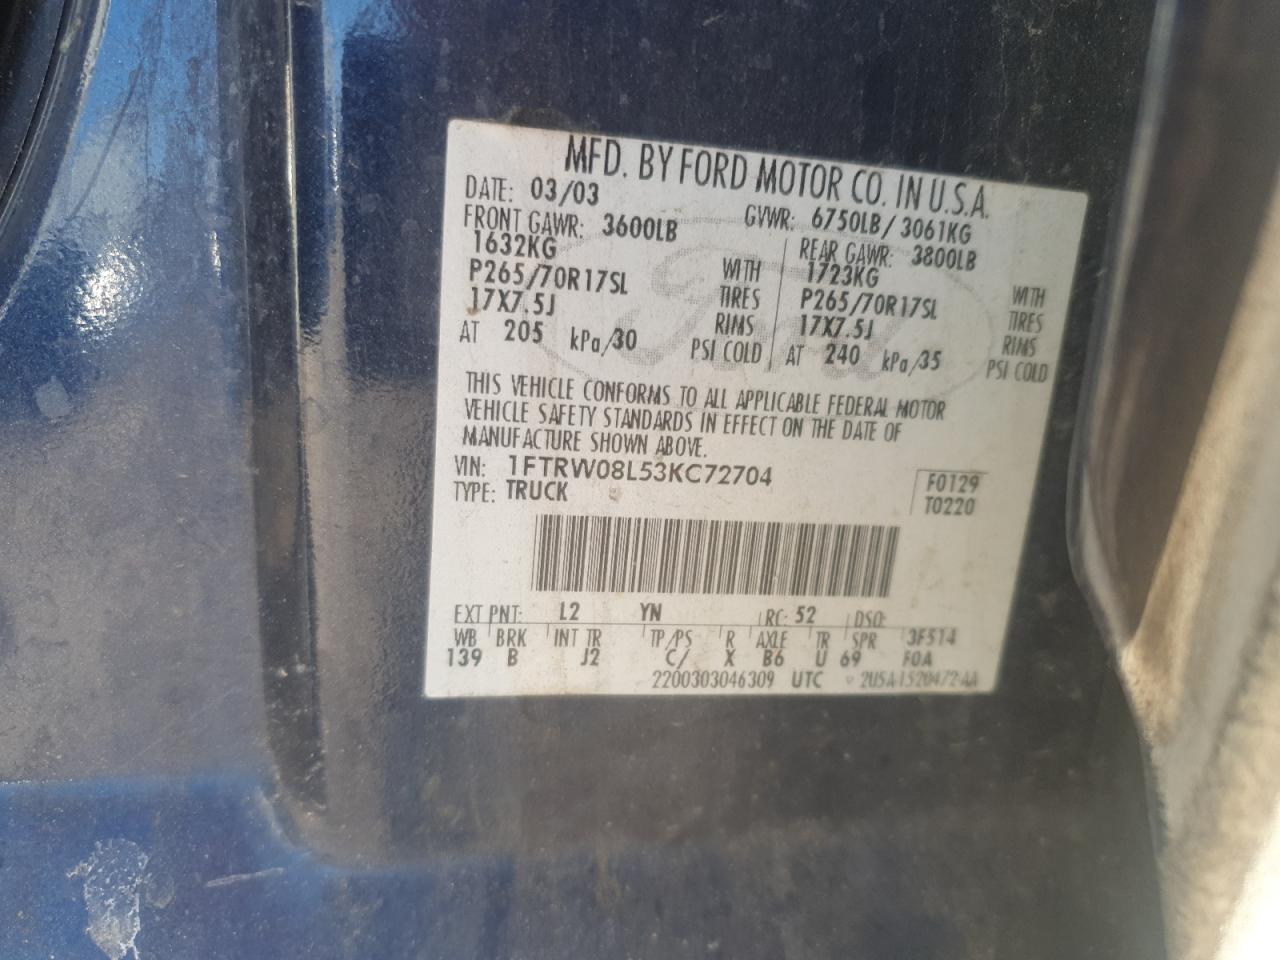 MFD. BY FORD MOTOR CO. IN U.S.A.
DATE: 03/03 GVWR: 6750LB/ 3061KG
FRONT GAWR: 3600LB REAR GAWR: 3800LB
1632KG WITH 1723KG WITH
P265/70R17SL TIRES P265/70R17SL TIRES
17X7.5J RIMS 17X7.5J RIMS
AT 205 kPa/30 PSI COLD AT 240 kPa/35 PSI COLD
THIS VEHICLE CONFORMS TO ALL APPLICABLE FEDERAL MOTOR
VEHICLE SAFETY STANDARDS IN EFFECT ON THE DATE OF
MANUFACTURE SHOWN ABOVE.
VIN: 1FTRW08L53KC72704 F0129
TYPE: TRUCK T0220
EXT PNT: L2 YN RC: 52 DSO:
WB BRK INT TR TP/PS R AXLE TR SPR 3F514
139 B J2 C/ X B6 U 69 F0A
2200303046309 UTC 2U5A-1520472-AA